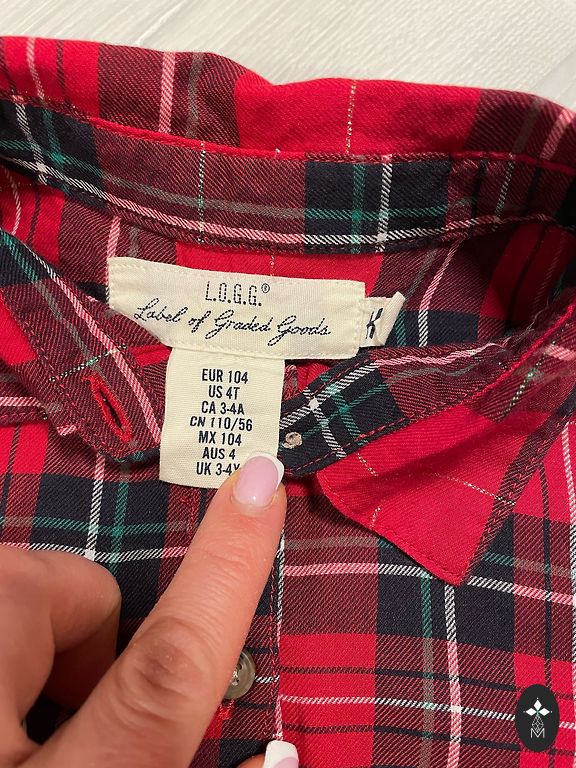 L.O.G.G.®
Label of Graded Goods
EUR 104
US 4T
CA 3-4A
CN 110/56
MX 104
AUS 4
UK 3-4Y
M